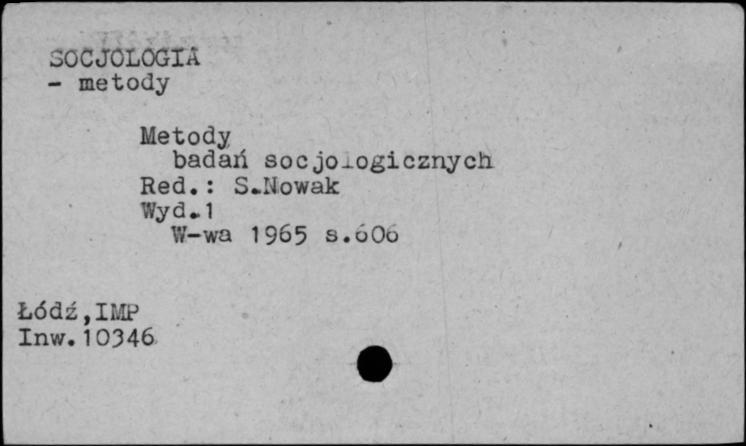 SOCJOLOGIA
- metody
Metody
badań socjologicznych
Red.: S.Nowak
Wyd.1
W-wa 1965 s.606
Łódź,IMP
Inw.10346